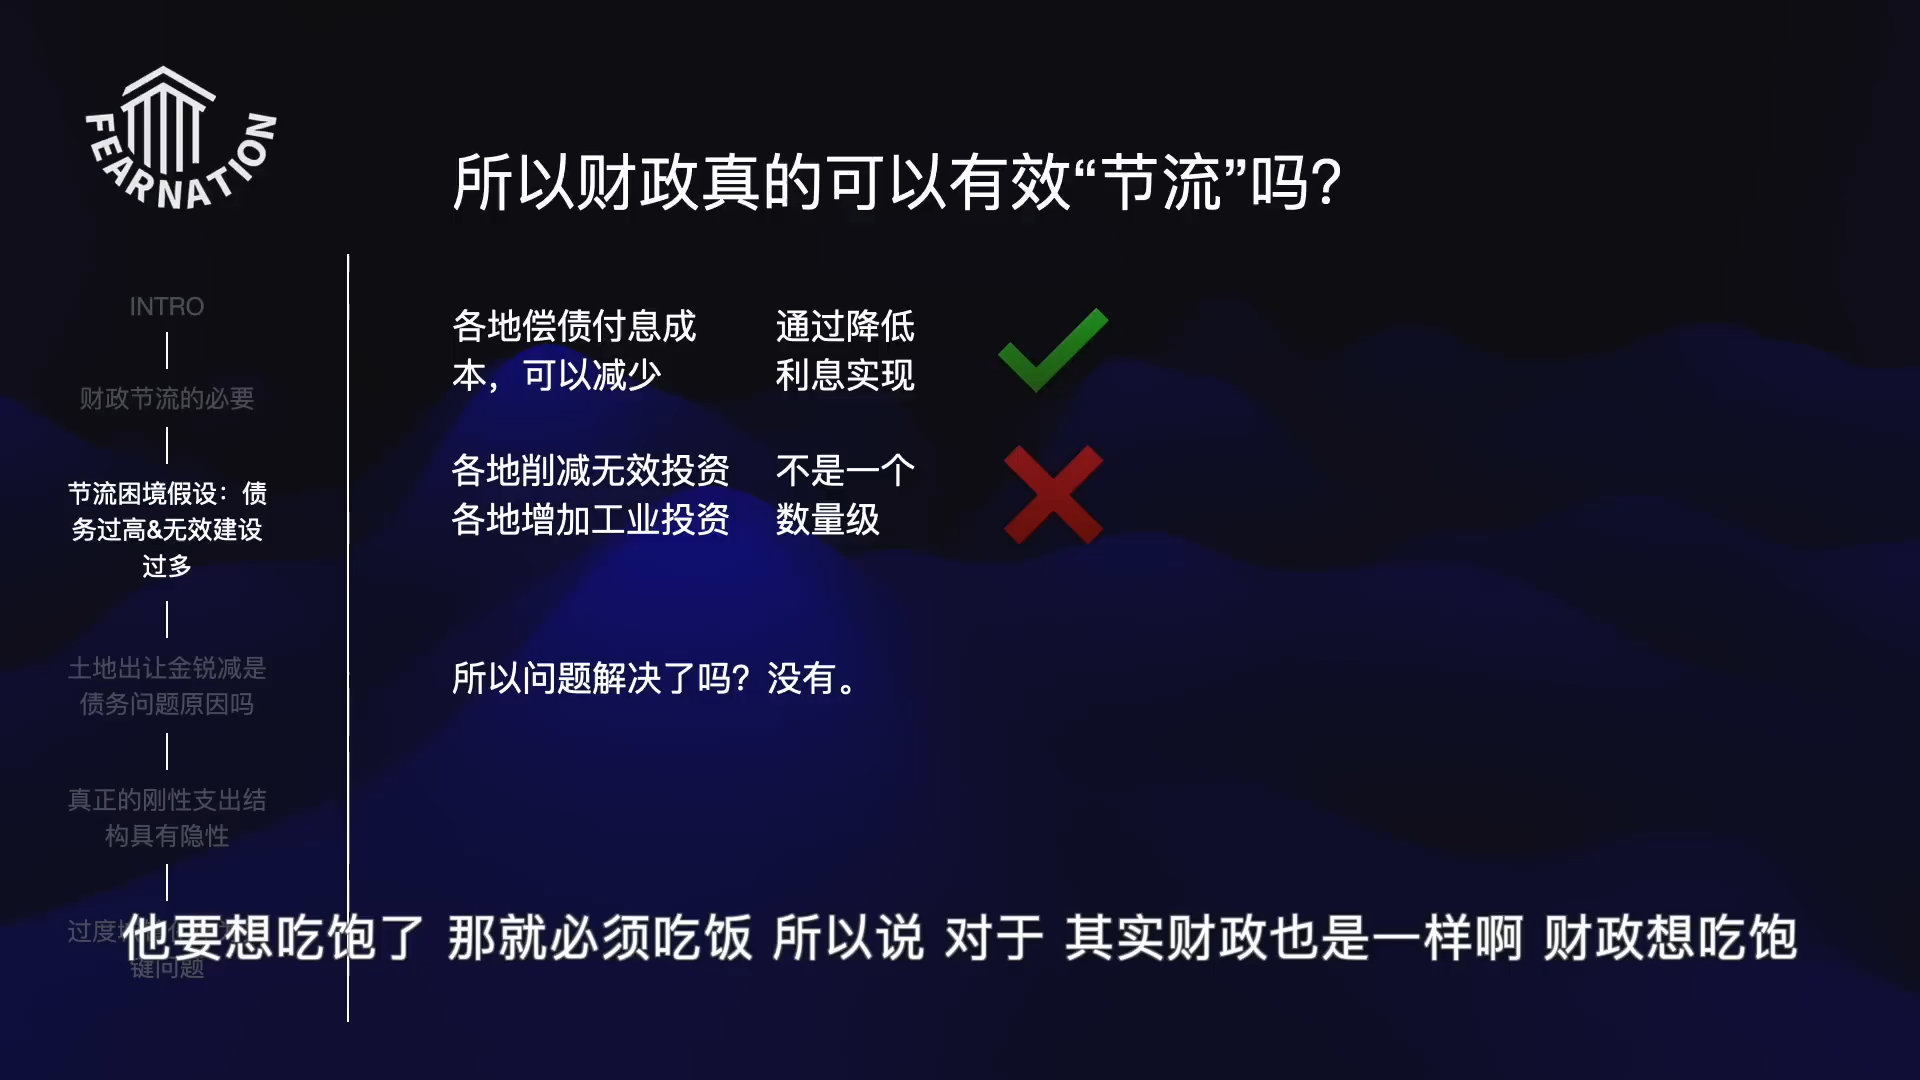 FEARNATION
所以财政真的可以有效“节流”吗?
INTRO
财政节流的必要
节流困境假设：债
务过高&无效建设
过多
土地出让金锐减是
债务问题原因吗
真正的刚性支出结
构具有隐性
过度
键问题
各地偿债付息成
本，可以减少
通过降低
利息实现
各地削减无效投资
各地增加工业投资
不是一个
数量级
所以问题解决了吗？没有。
他要想吃饱了 那就必须吃饭 所以说 对于 其实财政也是一样啊 财政想吃饱